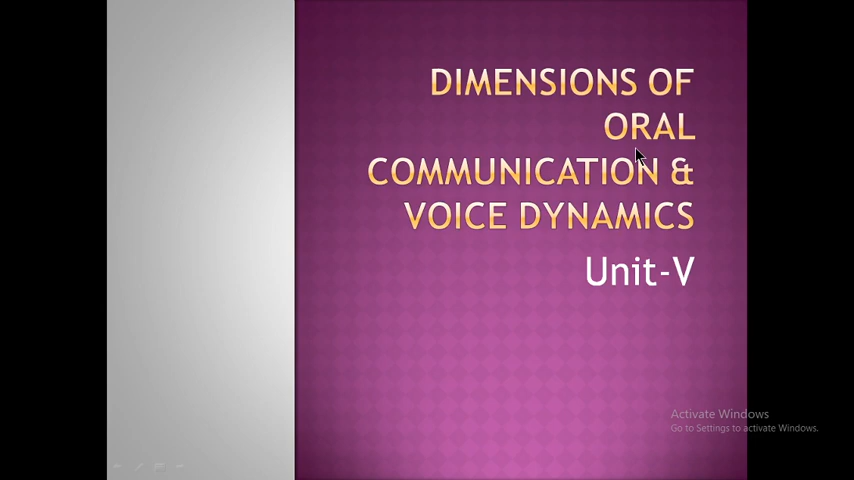 DIMENSIONS OF
ORAL
COMMUNICATION &
VOICE DYNAMICS
Unit-V
Activate Windows
Go to Settings to activate Windows.